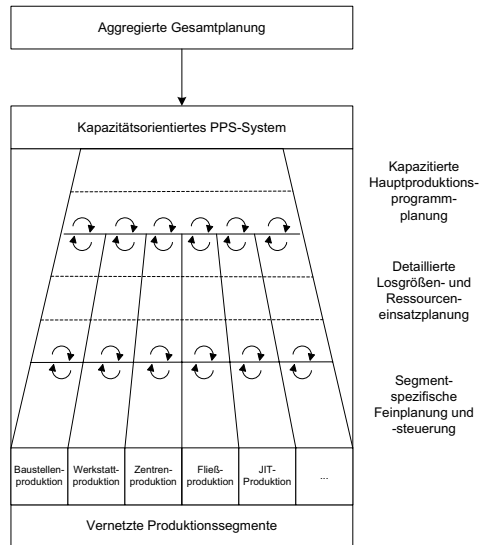 Aggregierte Gesamtplanung
Kapazitätsorientiertes PPS-System
Kapazitierte
Hauptproduktions-
programm-
planung
Detaillierte
Losgrößen- und
Ressourcen-
einsatzplanung
Segment-
spezifische
Feinplanung und
-steuerung
Baustellen-
produktion
Werkstatt-
produktion
Zentren-
produktion
Fließ-
produktion
JIT-
Produktion
...
Vernetzte Produktionssegmente